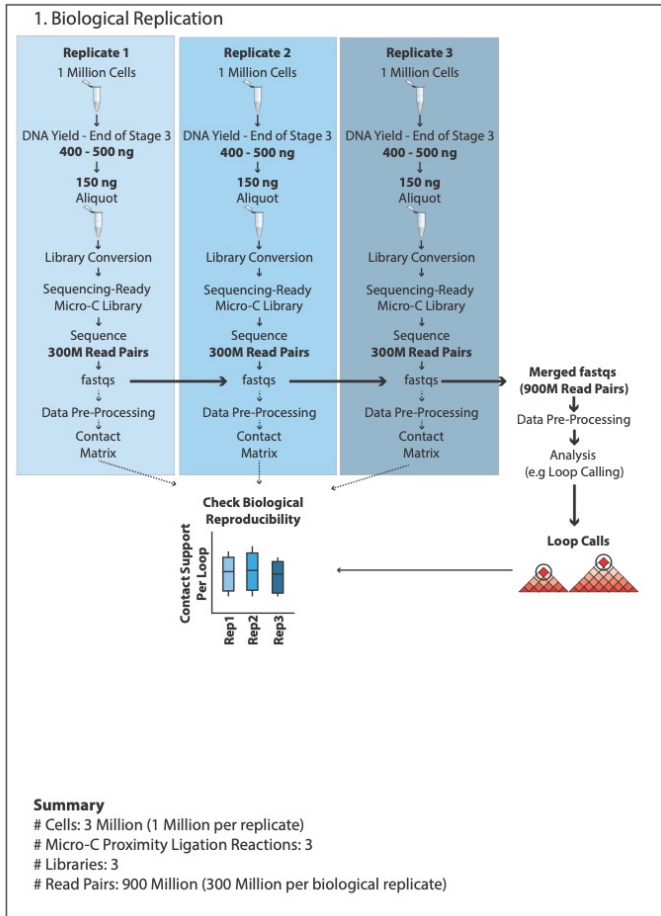 1. Biological Replication
Replicate 1
1 Million Cells
DNA Yield - End of Stage 3
400 - 500 ng
150 ng
Aliquot
Library Conversion
Sequencing-Ready
Micro-C Library
Sequence
300M Read Pairs
fastqs
Data Pre-Processing
Contact
Matrix
Replicate 2
1 Million Cells
DNA Yield - End of Stage 3
400 - 500 ng
150 ng
Aliquot
Library Conversion
Sequencing-Ready
Micro-C Library
Sequence
300M Read Pairs
fastqs
Data Pre-Processing
Contact
Matrix
Replicate 3
1 Million Cells
DNA Yield - End of Stage 3
400 - 500 ng
150 ng
Aliquot
Library Conversion
Sequencing-Ready
Micro-C Library
Sequence
300M Read Pairs
fastqs
Data Pre-Processing
Contact
Matrix
Merged fastqs
(900M Read Pairs)
Data Pre-Processing
Analysis
(e.g Loop Calling)
Loop Calls
Check Biological
Reproducibility
Contact Support
Per Loop
Rep1
Rep2
Rep3
Summary
# Cells: 3 Million (1 Million per replicate)
# Micro-C Proximity Ligation Reactions: 3
# Libraries: 3
# Read Pairs: 900 Million (300 Million per biological replicate)